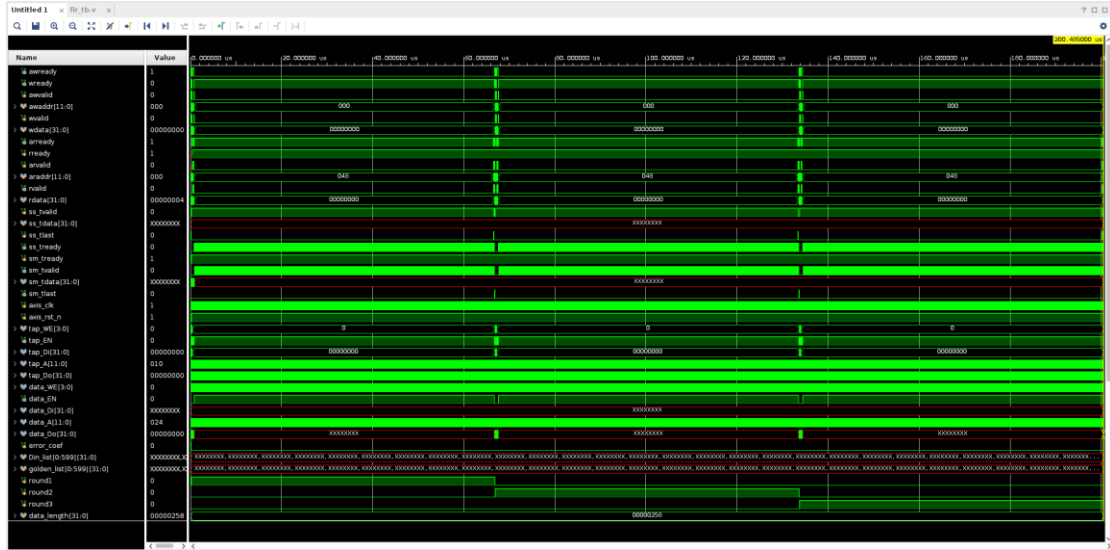 Untitled 1 × fir_tb.v ×
200.485000 us
Name Value 0.000000 us 20.000000 us 40.000000 us 60.000000 us 80.000000 us 100.000000 us 120.000000 us 140.000000 us 160.000000 us 180.000000 us
awready 1
wready 0
awvalid 0
awaddr[11:0] 000 000 000 000
wvalid 0
wdata[31:0] 00000000 00000000 00000000 00000000
arready 1
rready 1
arvalid 0
araddr[11:0] 000 048 048 048
rvalid 0
rdata[31:0] 00000004 00000000 00000000 00000000
ss_tvalid 0
ss_tdata[31:0] XXXXXXXX XXXXXXXX
ss_tlast 0
ss_tready 0
sm_tready 1
sm_tvalid 0
sm_tdata[31:0] XXXXXXXX XXXXXXXX
sm_tlast 0
axis_clk 1
axis_rst_n 1
tap_WE[3:0] 0 0 0 0
tap_EN 0
tap_Di[31:0] 00000000 00000000 00000000 00000000
tap_A[11:0] 010
tap_Do[31:0] 00000000
data_WE[3:0] 0
data_EN 0
data_Di[31:0] XXXXXXXX XXXXXXXX
data_A[11:0] 024
data_Do[31:0] 00000000 XXXXXXXX XXXXXXXX XXXXXXXX
error_coef 0
Din_list[0:599][31:0]
golden_list[0:599][31:0]
round1 0
round2 0
round3 0
data_length[31:0] 00000258 00000258